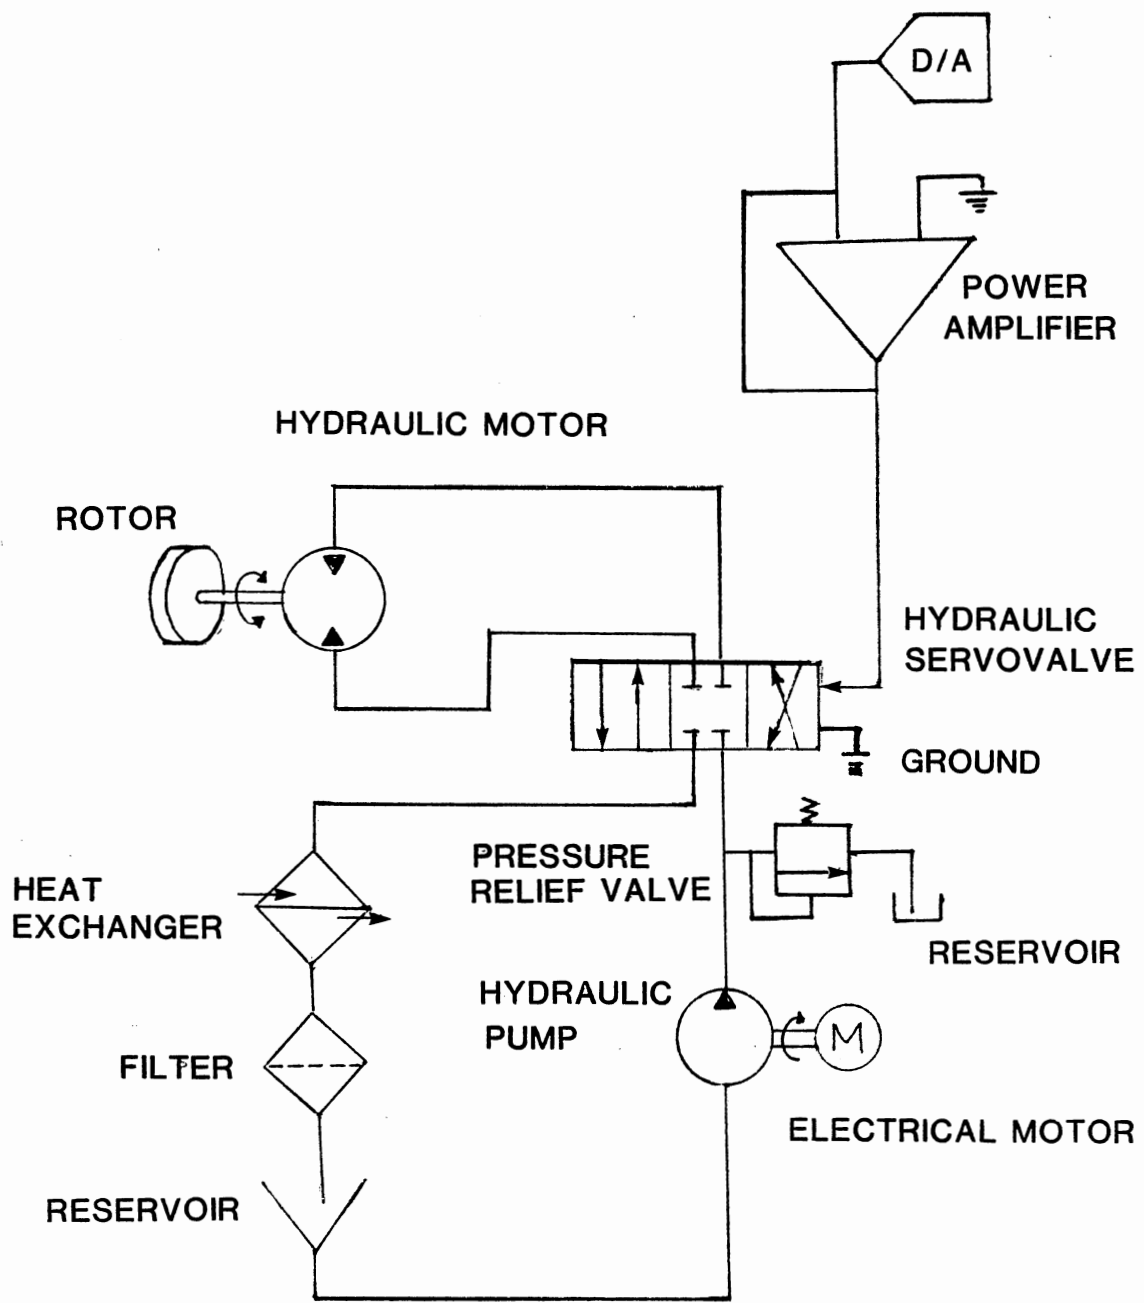 D/A
POWER
AMPLIFIER
HYDRAULIC MOTOR
ROTOR
HYDRAULIC
SERVOVALVE
GROUND
PRESSURE
RELIEF VALVE
HEAT
EXCHANGER
RESERVOIR
HYDRAULIC
PUMP
M
FILTER
ELECTRICAL MOTOR
RESERVOIR